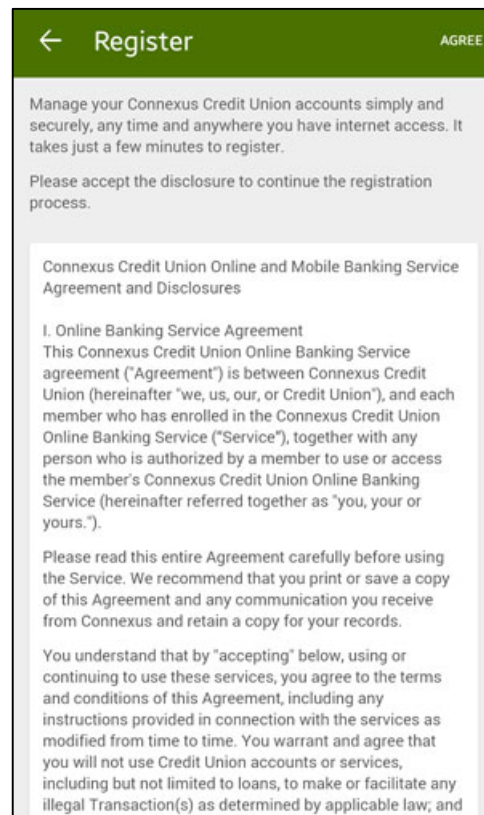 Register
AGREE
Manage your Connexus Credit Union accounts simply and
securely, any time and anywhere you have internet access. It
takes just a few minutes to register.
Please accept the disclosure to continue the registration
process.
Connexus Credit Union Online and Mobile Banking Service
Agreement and Disclosures
I. Online Banking Service Agreement
This Connexus Credit Union Online Banking Service
agreement ("Agreement") is between Connexus Credit
Union (hereinafter "we, us, our, or Credit Union"), and each
member who has enrolled in the Connexus Credit Union
Online Banking Service ("Service"), together with any
person who is authorized by a member to use or access
the member's Connexus Credit Union Online Banking
Service (hereinafter referred together as "you, your or
yours.").
Please read this entire Agreement carefully before using
the Service. We recommend that you print or save a copy
of this Agreement and any communication you receive
from Connexus and retain a copy for your records.
You understand that by "accepting" below, using or
continuing to use these services, you agree to the terms
and conditions of this Agreement, including any
instructions provided in connection with the services as
modified from time to time. You warrant and agree that
you will not use Credit Union accounts or services,
including but not limited to loans, to make or facilitate any
illegal Transaction(s) as determined by applicable law; and